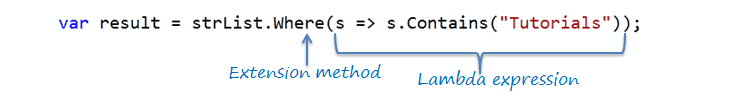 var result = strList.Where(s => s.Contains("Tutorials"));
Extension method
Lambda expression